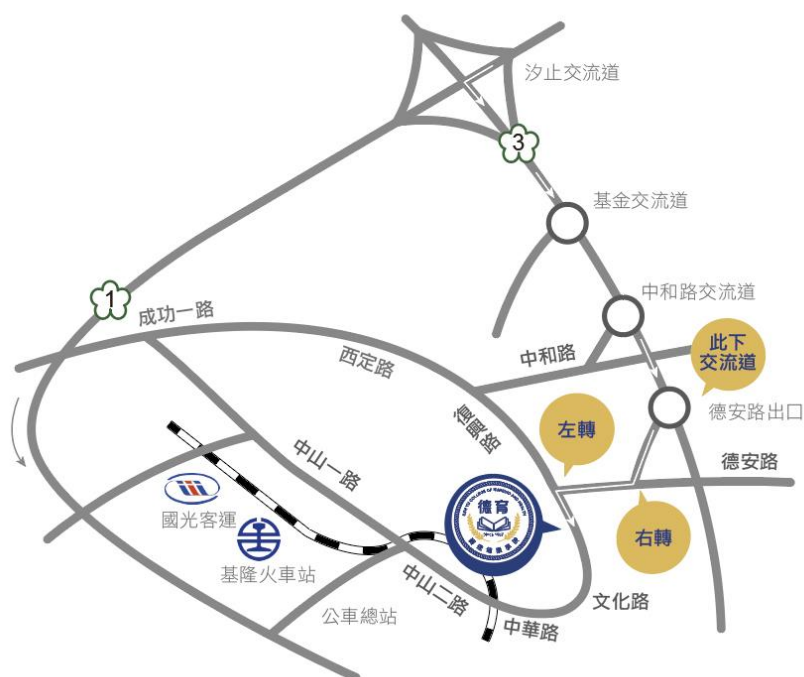 汐止交流道
3
基金交流道
1
中和路交流道
成功一路
中和路
此下
交流道
西定路
復興路
左轉
德安路出口
德安路
中山一路
國光客運
德育
右轉
基隆火車站
中山二路
公車總站
中華路
文化路